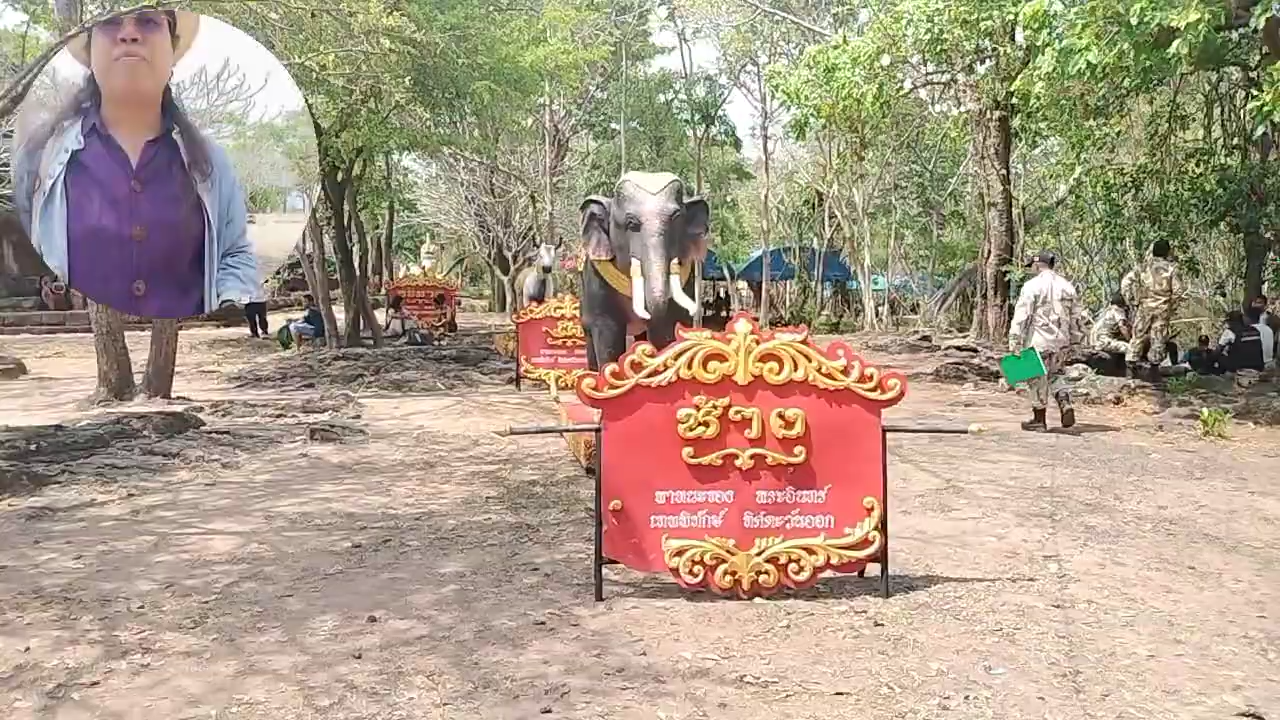 ช้าง
พาหนะของ พระอินทร์
เทพพิทักษ์ ทิศตะวันออก